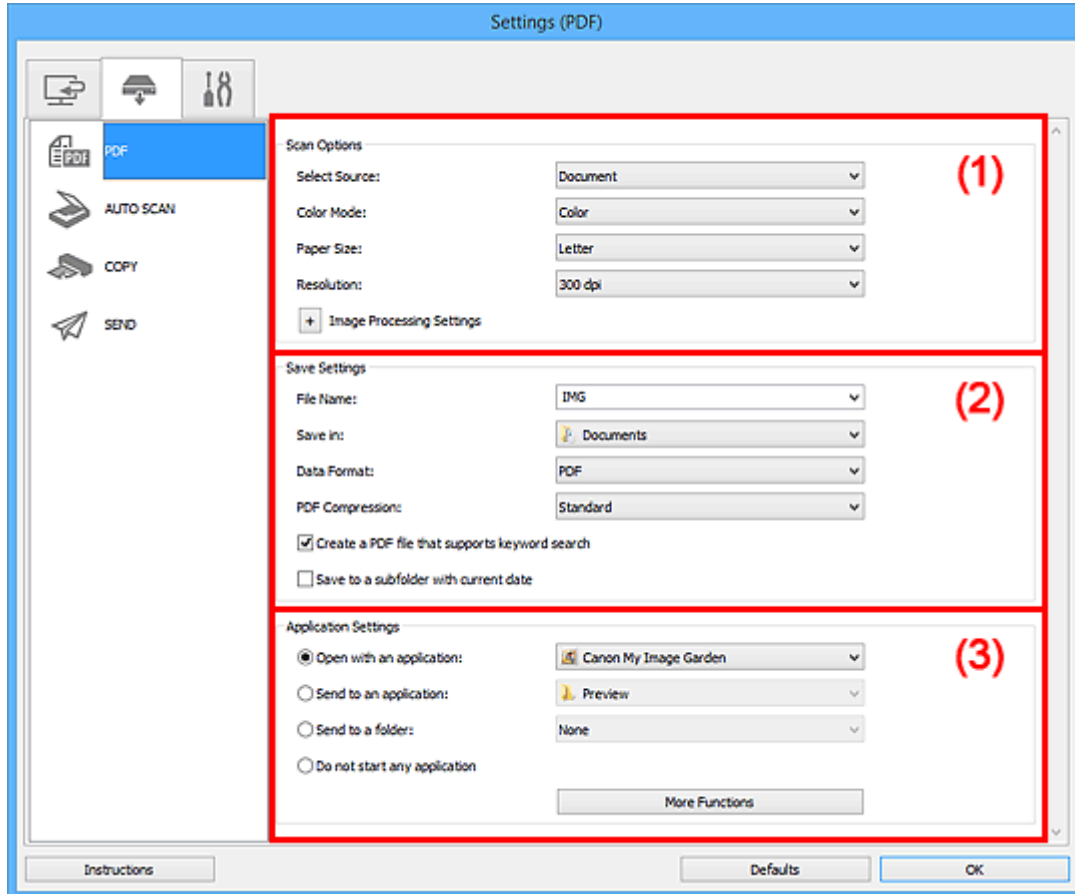 Settings (PDF)
PDF
PDF
AUTO SCAN
COPY
SEND
Scan Options
(1)
Select Source: Document
Color Mode: Color
Paper Size: Letter
Resolution: 300 dpi
+ Image Processing Settings
Save Settings
(2)
File Name: IMG
Save in: Documents
Data Format: PDF
PDF Compression: Standard
Create a PDF file that supports keyword search
Save to a subfolder with current date
Application Settings
(3)
Open with an application: Canon My Image Garden
Send to an application: Preview
Send to a folder: None
Do not start any application
More Functions
Instructions Defaults OK